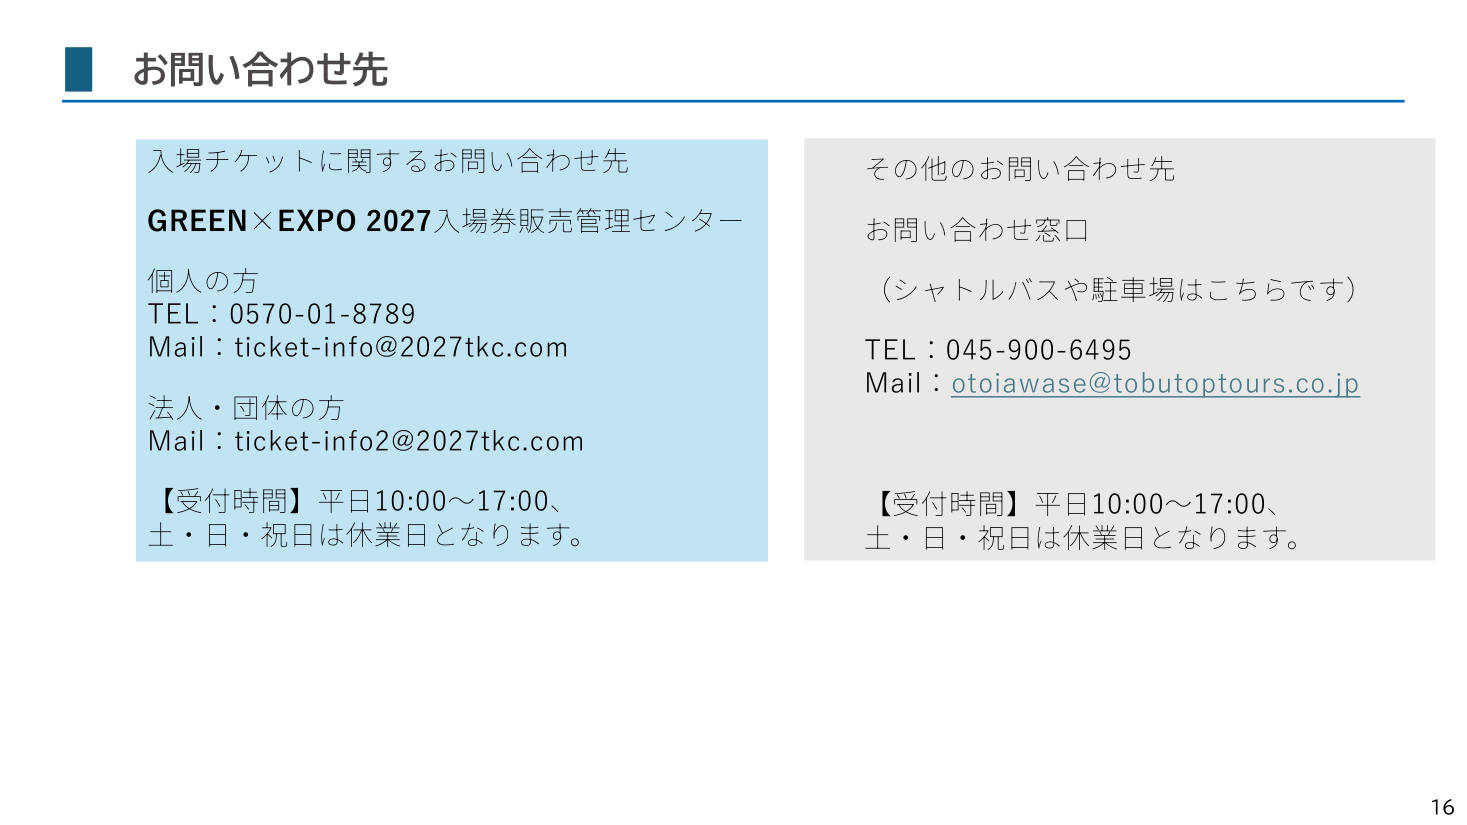 お問い合わせ先
入場チケットに関するお問い合わせ先
GREEN×EXPO 2027入場券販売管理センター
個人の方
TEL：0570-01-8789
Mail：ticket-info@2027tkc.com
法人・団体の方
Mail：ticket-info2@2027tkc.com
【受付時間】平日10:00～17:00、
土・日・祝日は休業日となります。
その他のお問い合わせ先
お問い合わせ窓口
（シャトルバスや駐車場はこちらです）
TEL：045-900-6495
Mail：otoiawase@tobutoptours.co.jp
【受付時間】平日10:00～17:00、
土・日・祝日は休業日となります。
16